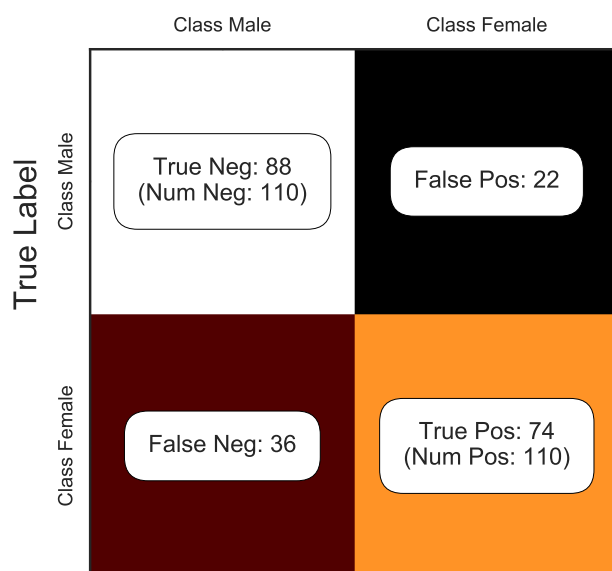 Class Male
Class Female
True Label
Class Male
True Neg: 88
(Num Neg: 110)
False Pos: 22
Class Female
False Neg: 36
True Pos: 74
(Num Pos: 110)